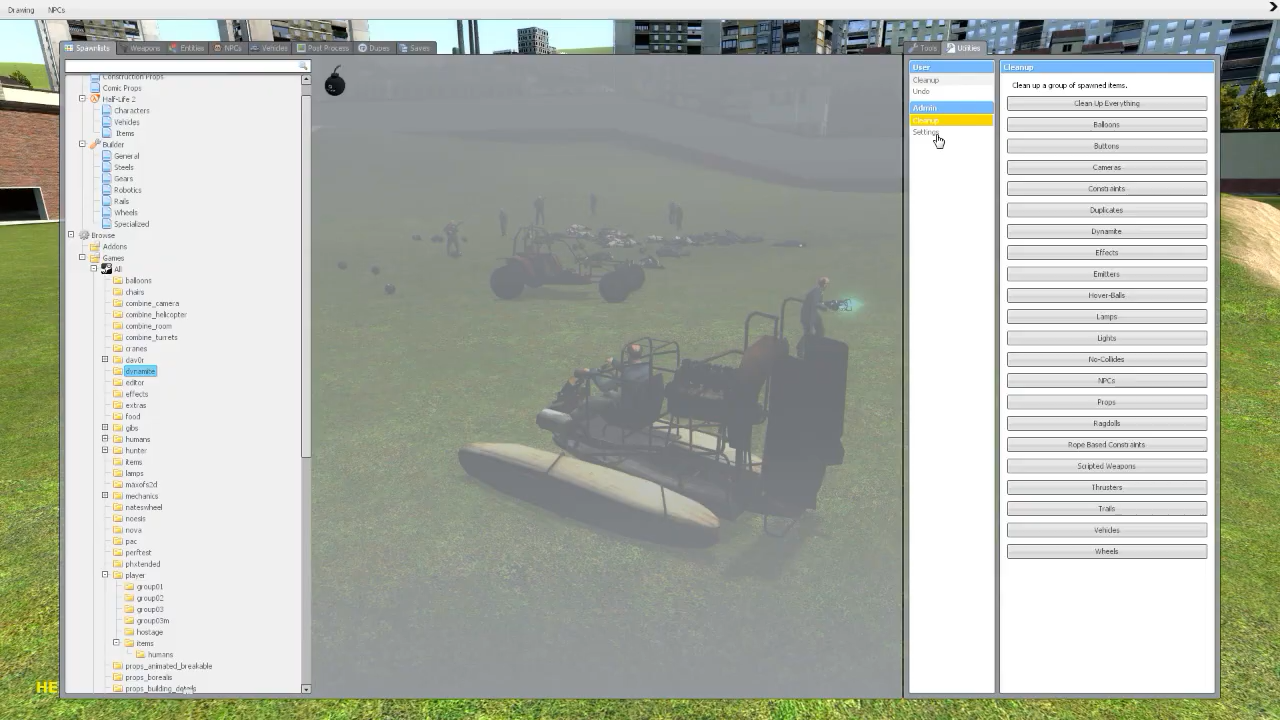 Drawing NPCs
Spawnlists Weapons Entities NPCs Vehicles Post Process Dupes Saves
Construction Props
Comic Props
Half-Life 2
Characters
Vehicles
Items
Builder
General
Steels
Gears
Robotics
Rails
Wheels
Specialized
Browse
Addons
Games
All
balloons
chairs
combine_camera
combine_helicopter
combine_room
combine_turrets
cranes
dav0r
dynamite
editor
effects
extras
food
gibs
humans
hunter
items
lamps
maxofs2d
mechanics
nateswheel
noesis
nova
pac
perftest
phxtended
player
group01
group02
group03
group03m
hostage
items
humans
props_animated_breakable
props_borealis
props_building_details
HE
Tools Utilities
User
Cleanup
Undo
Admin
Cleanup
Settings
Cleanup
Clean up a group of spawned items.
Clean Up Everything
Balloons
Buttons
Cameras
Constraints
Duplicates
Dynamite
Effects
Emitters
Hover-Balls
Lamps
Lights
No-Collides
NPCs
Props
Ragdolls
Rope Based Constraints
Scripted Weapons
Thrusters
Trails
Vehicles
Wheels